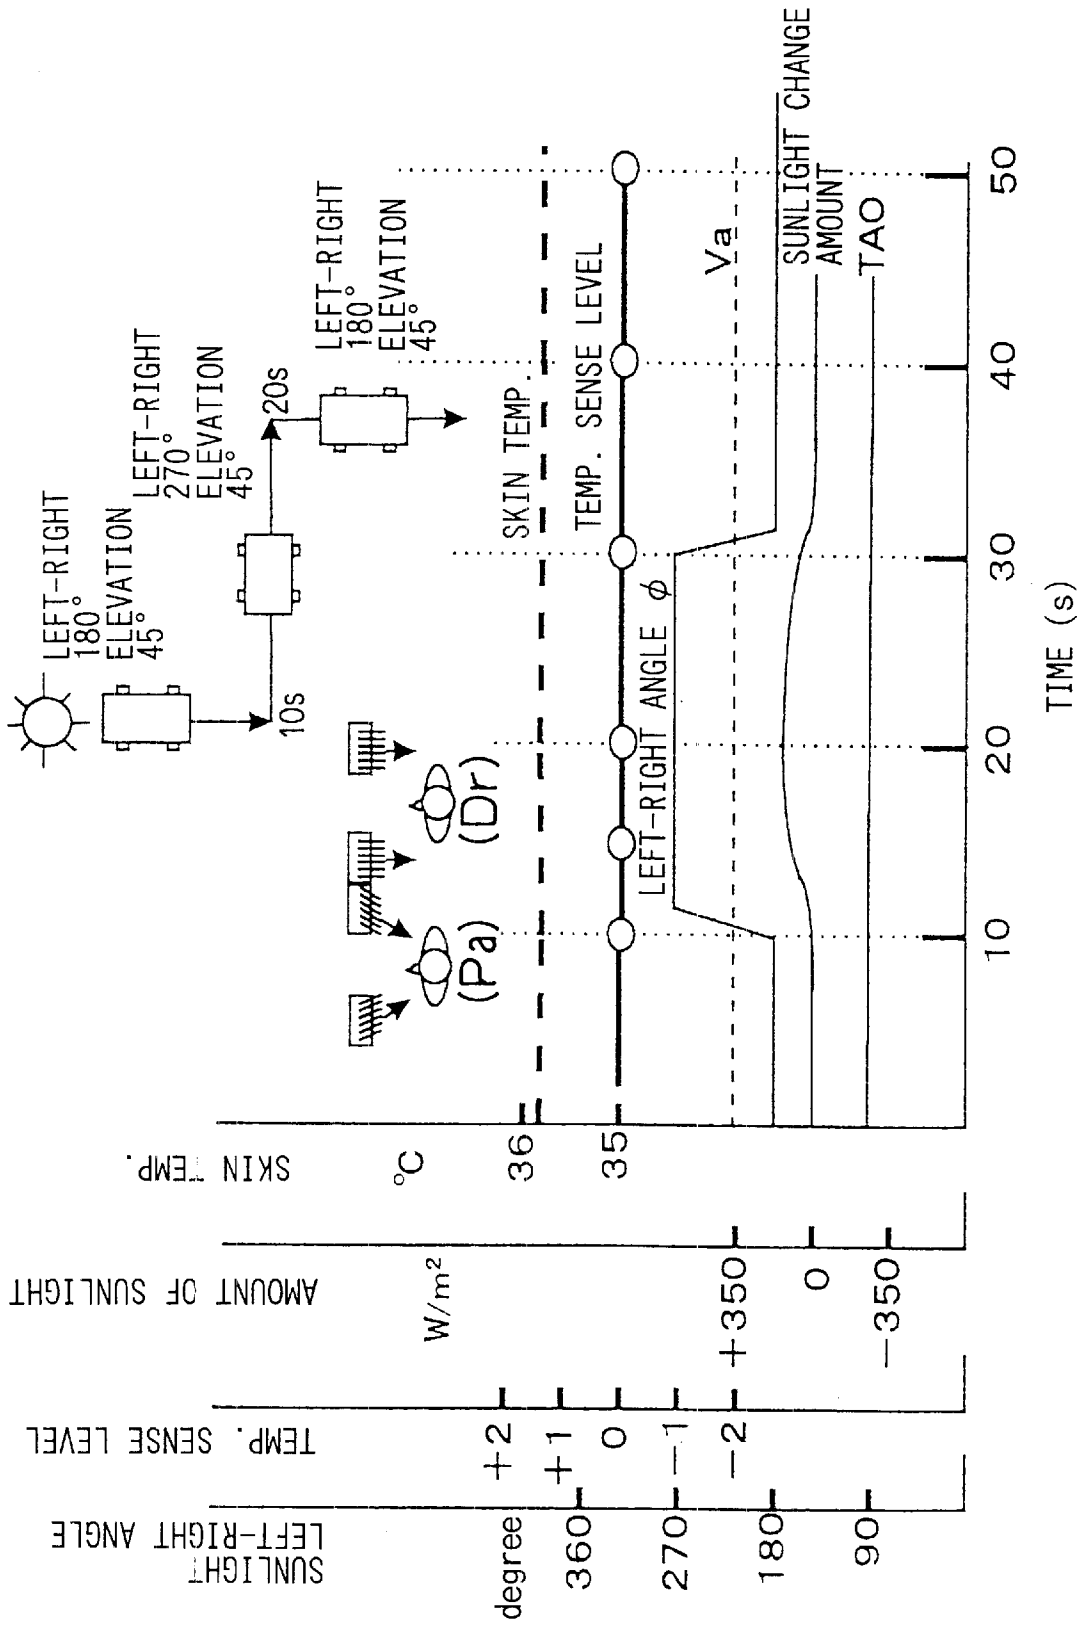 SUNLIGHT
LEFT-RIGHT ANGLE
degree
360
270
180
90
TEMP. SENSE LEVEL
+2
+1
0
-1
-2
AMOUNT OF SUNLIGHT
W/m²
+350
0
-350
SKIN TEMP.
°C
36
35
LEFT-RIGHT
180°
ELEVATION
45°
10s
LEFT-RIGHT
270°
ELEVATION
45°
20s
LEFT-RIGHT
180°
ELEVATION
45°
(Pa)
(Dr)
SKIN TEMP.
TEMP. SENSE LEVEL
LEFT-RIGHT ANGLE ϕ
Va
SUNLIGHT CHANGE
AMOUNT
SUNLIGHT
TAO
10
20
30
40
50
TIME (s)